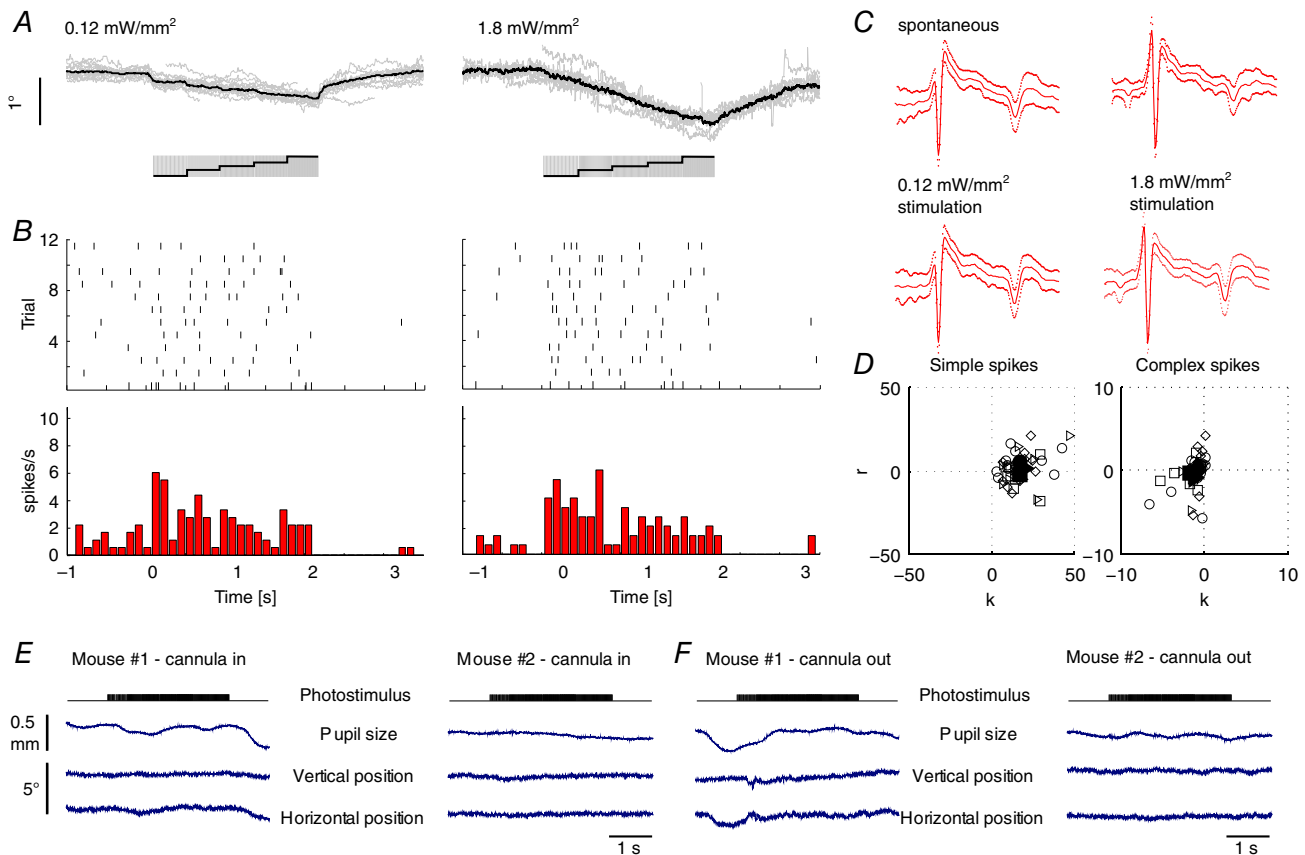 A
0.12 mW/mm²
1.8 mW/mm²
1°
C
spontaneous
0.12 mW/mm²
stimulation
1.8 mW/mm²
stimulation
B
12
8
4
Trial
10
8
6
4
2
0
spikes/s
−1 0 1 2 3
Time [s]
−1 0 1 2 3
Time [s]
D
Simple spikes
Complex spikes
50
r
0
−50
−50 0 50
k
10
0
−10
−10 0 10
k
E
Mouse #1 - cannula in
Mouse #2 - cannula in
F
Mouse #1 - cannula out
Mouse #2 - cannula out
Photostimulus
Photostimulus
0.5
mm
Pupil size
Pupil size
5°
Vertical position
Vertical position
Horizontal position
Horizontal position
1 s
1 s